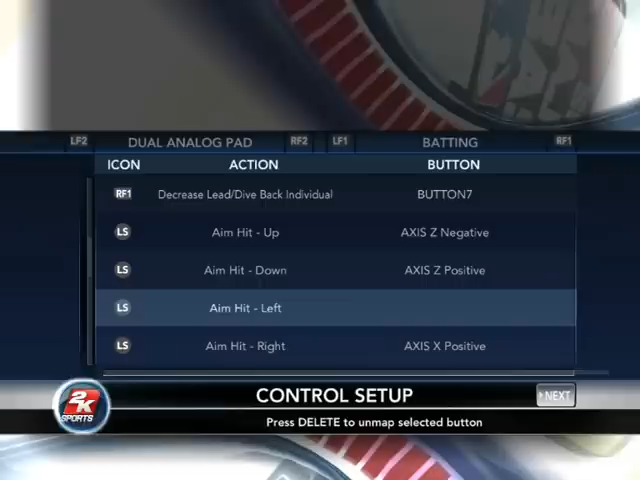 LF2 DUAL ANALOG PAD RF2 LF1 BATTING RF1
ICON ACTION BUTTON
RF1 Decrease Lead/Dive Back Individual BUTTON7
LS Aim Hit - Up AXIS Z Negative
LS Aim Hit - Down AXIS Z Positive
LS Aim Hit - Left
LS Aim Hit - Right AXIS X Positive
2K SPORTS CONTROL SETUP NEXT
Press DELETE to unmap selected button